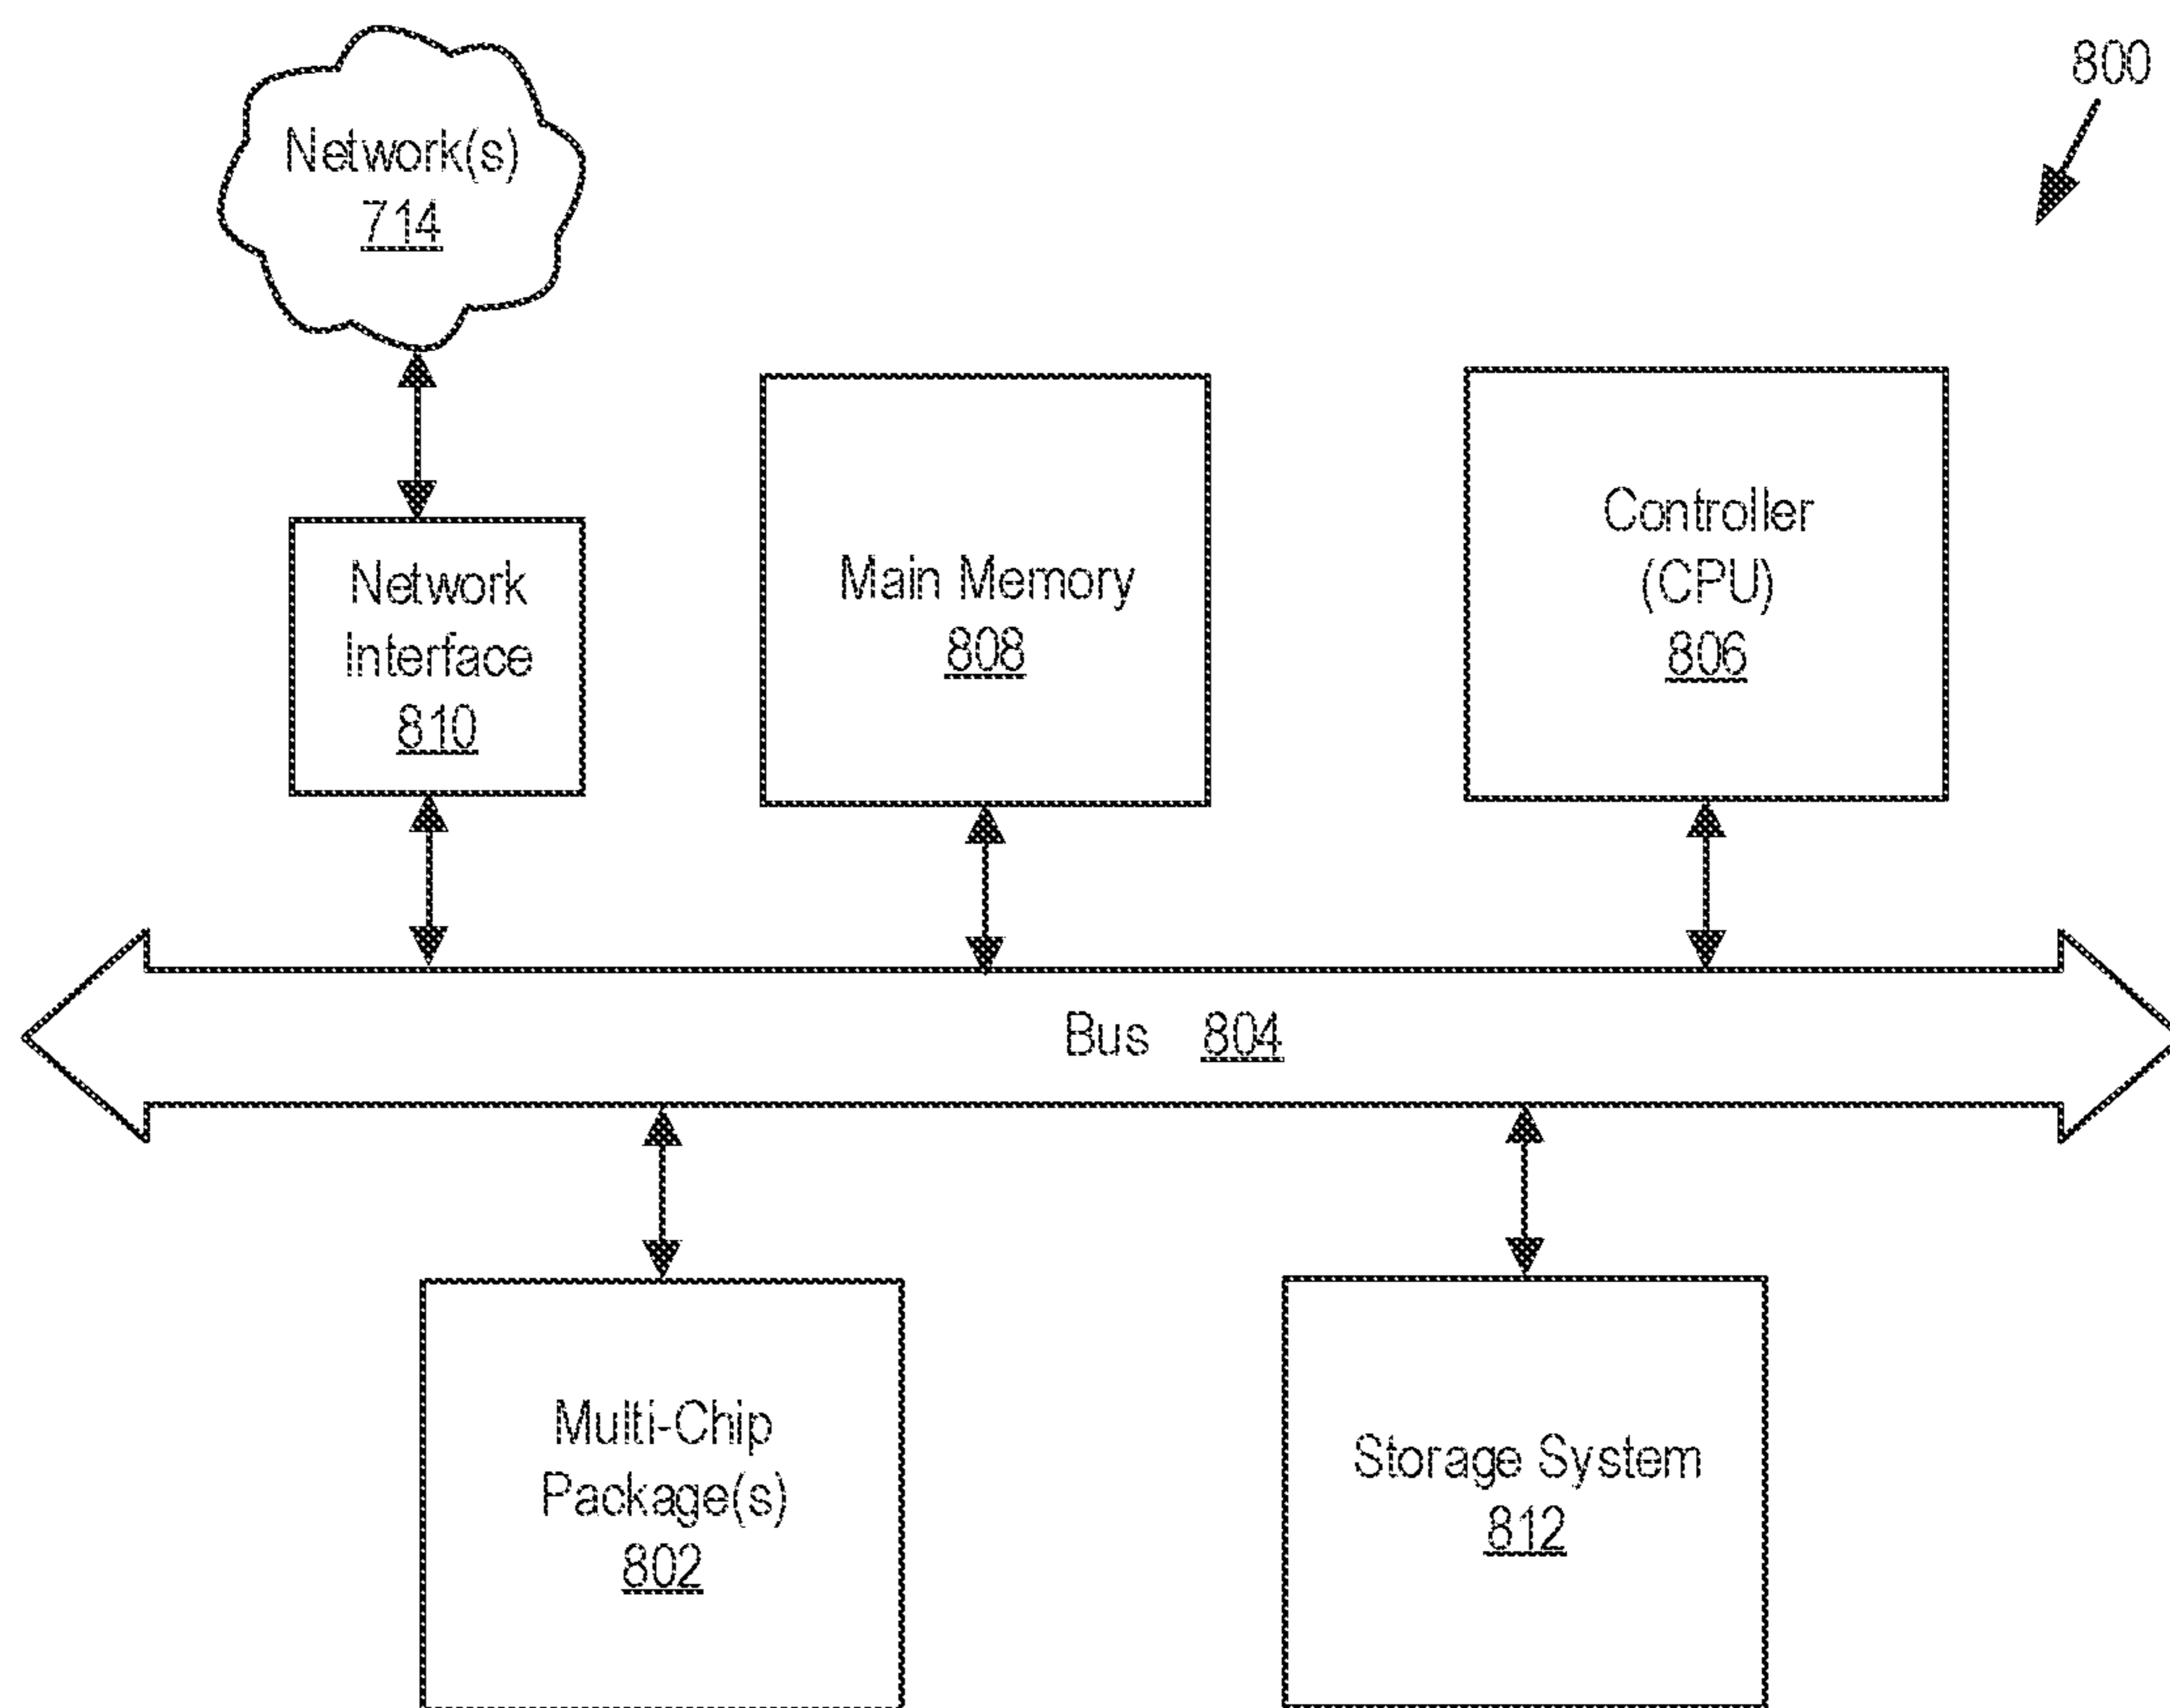 800
Network(s)
714
Network
Interface
810
Main Memory
808
Controller
(CPU)
806
Bus 804
Multi-Chip
Package(s)
802
Storage System
812